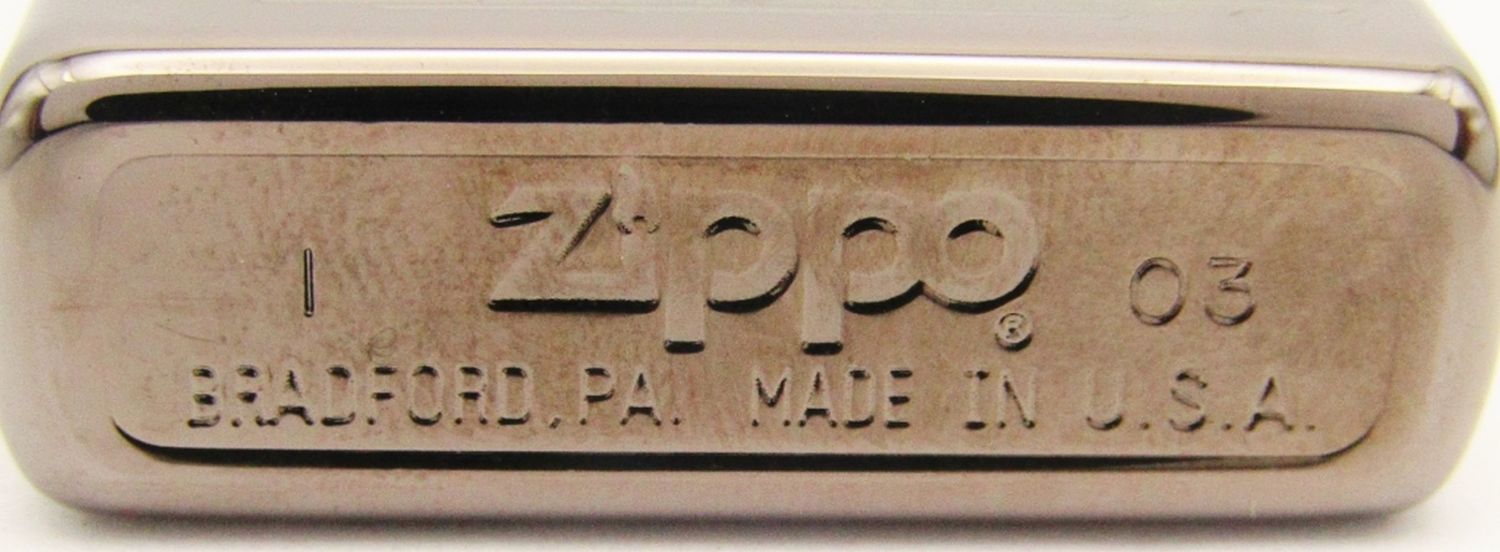 I Zippo® 03
BRADFORD, PA. MADE IN U.S.A.